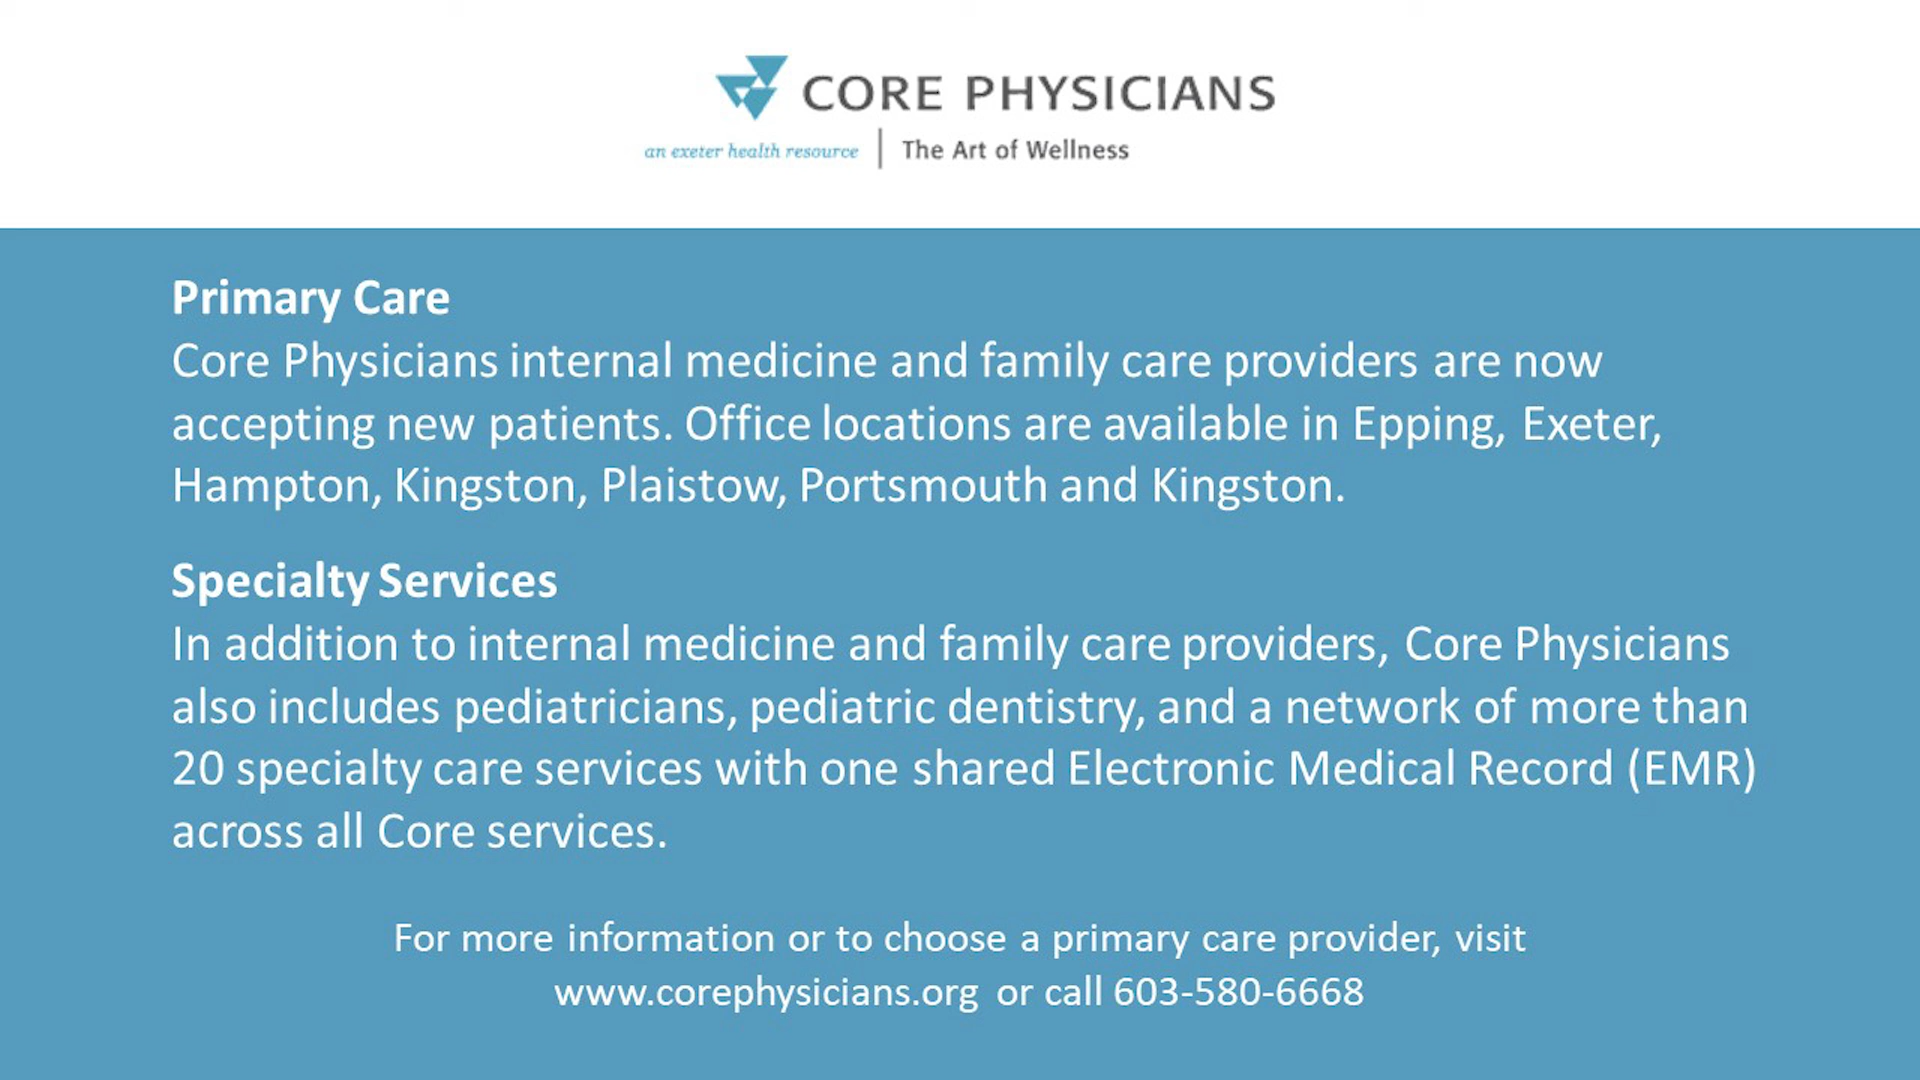 CORE PHYSICIANS
an exeter health resource | The Art of Wellness
Primary Care
Core Physicians internal medicine and family care providers are now
accepting new patients. Office locations are available in Epping, Exeter,
Hampton, Kingston, Plaistow, Portsmouth and Kingston.
Specialty Services
In addition to internal medicine and family care providers, Core Physicians
also includes pediatricians, pediatric dentistry, and a network of more than
20 specialty care services with one shared Electronic Medical Record (EMR)
across all Core services.
For more information or to choose a primary care provider, visit
www.corephysicians.org or call 603-580-6668